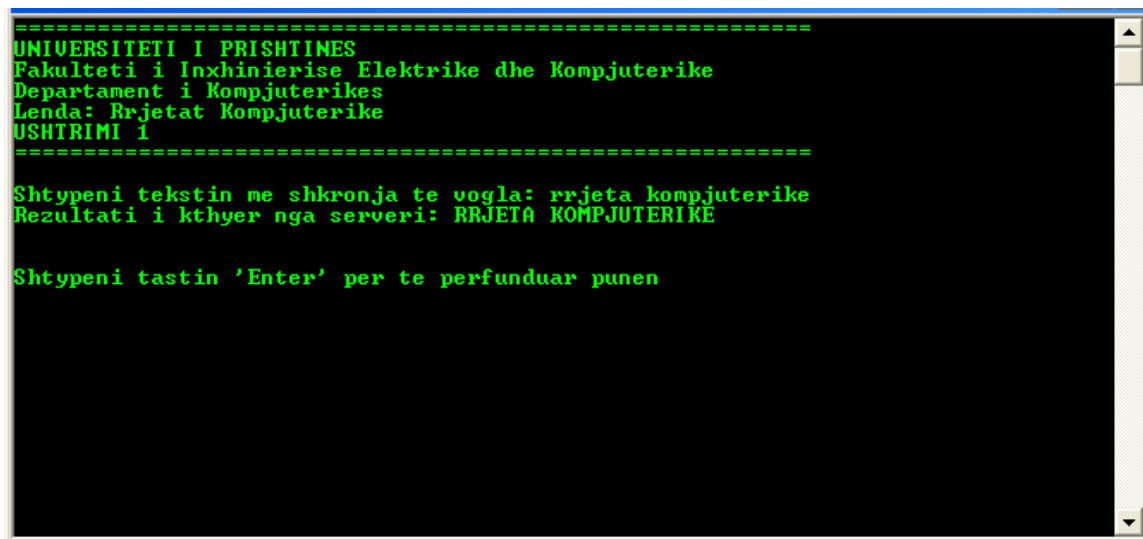 ==========================================================
UNIVERSITETI I PRISHTINES
Fakulteti i Inxhinierise Elektrike dhe Kompjuterike
Departament i Kompjuterikes
Lenda: Rrjetat Kompjuterike
USHTRIMI 1
==========================================================
Shtypeni tekstin me shkronja te vogla: rrjeta kompjuterike
Rezultati i kthyer nga serveri: RRJETA KOMPJUTERIKE
Shtypeni tastin 'Enter' per te perfunduar punen